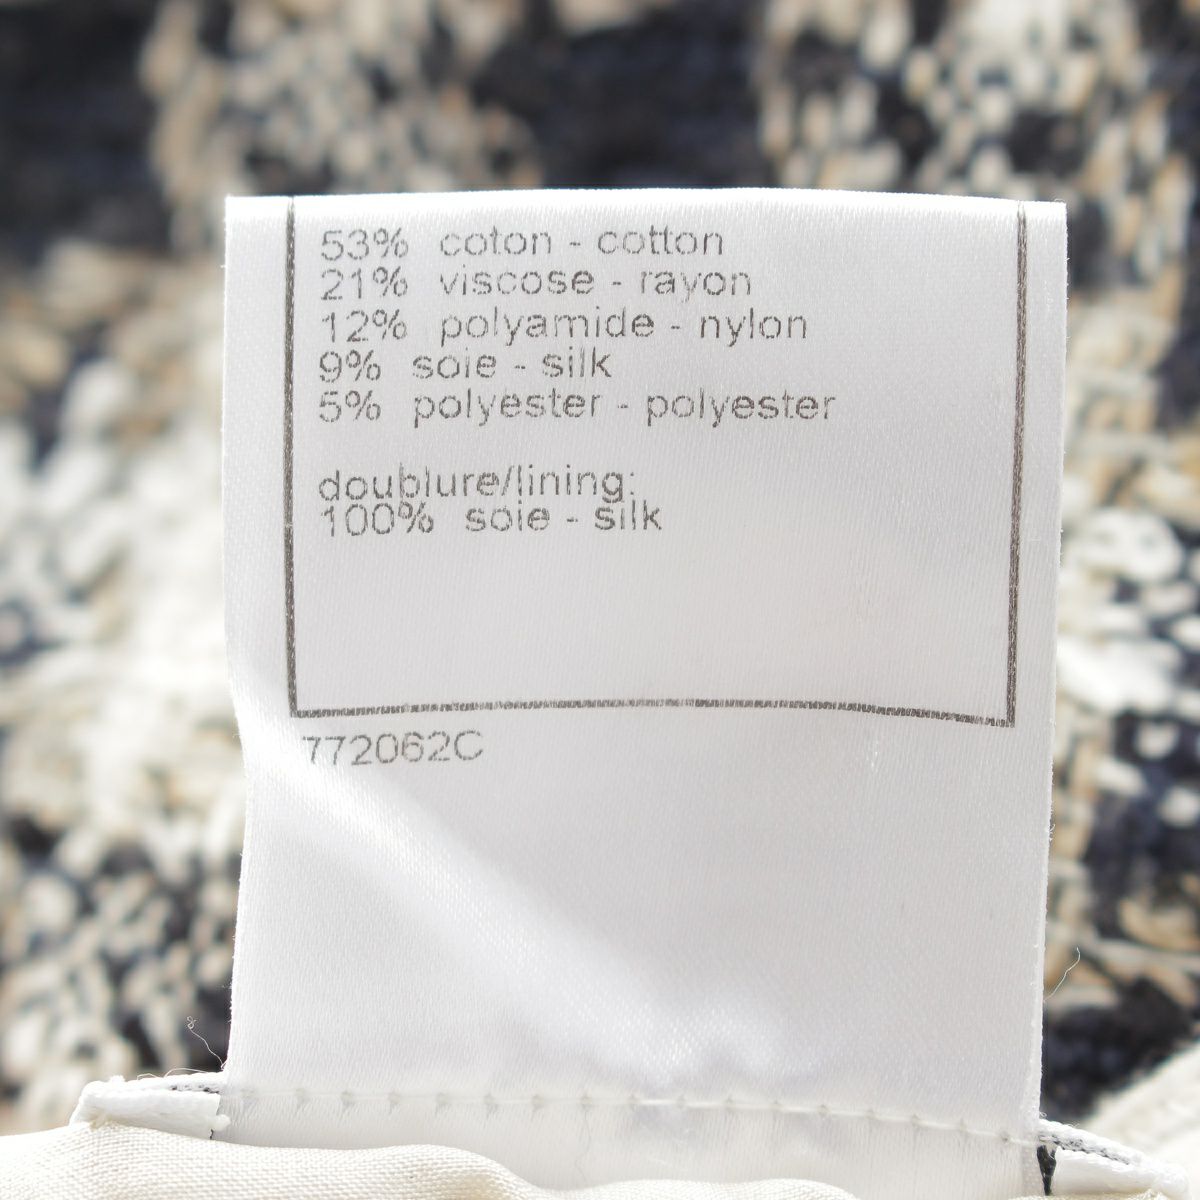 53% coton - cotton
21% viscose - rayon
12% polyamide - nylon
9% soie - silk
5% polyester - polyester
doublure/lining:
100% soie - silk
772062C